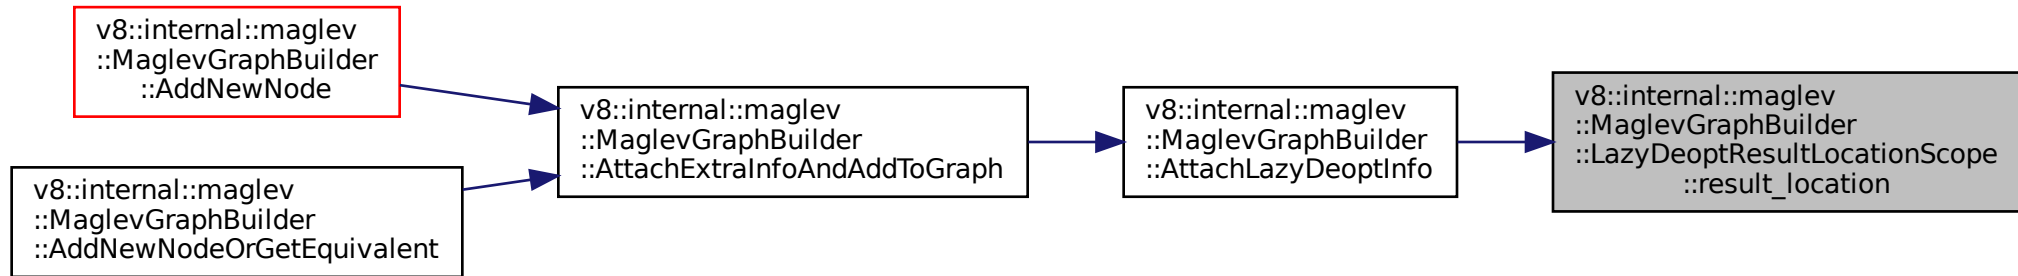 v8::internal::maglev
::MaglevGraphBuilder
::AddNewNode
v8::internal::maglev
::MaglevGraphBuilder
::AddNewNodeOrGetEquivalent
v8::internal::maglev
::MaglevGraphBuilder
::AttachExtraInfoAndAddToGraph
v8::internal::maglev
::MaglevGraphBuilder
::AttachLazyDeoptInfo
v8::internal::maglev
::MaglevGraphBuilder
::LazyDeoptResultLocationScope
::result_location